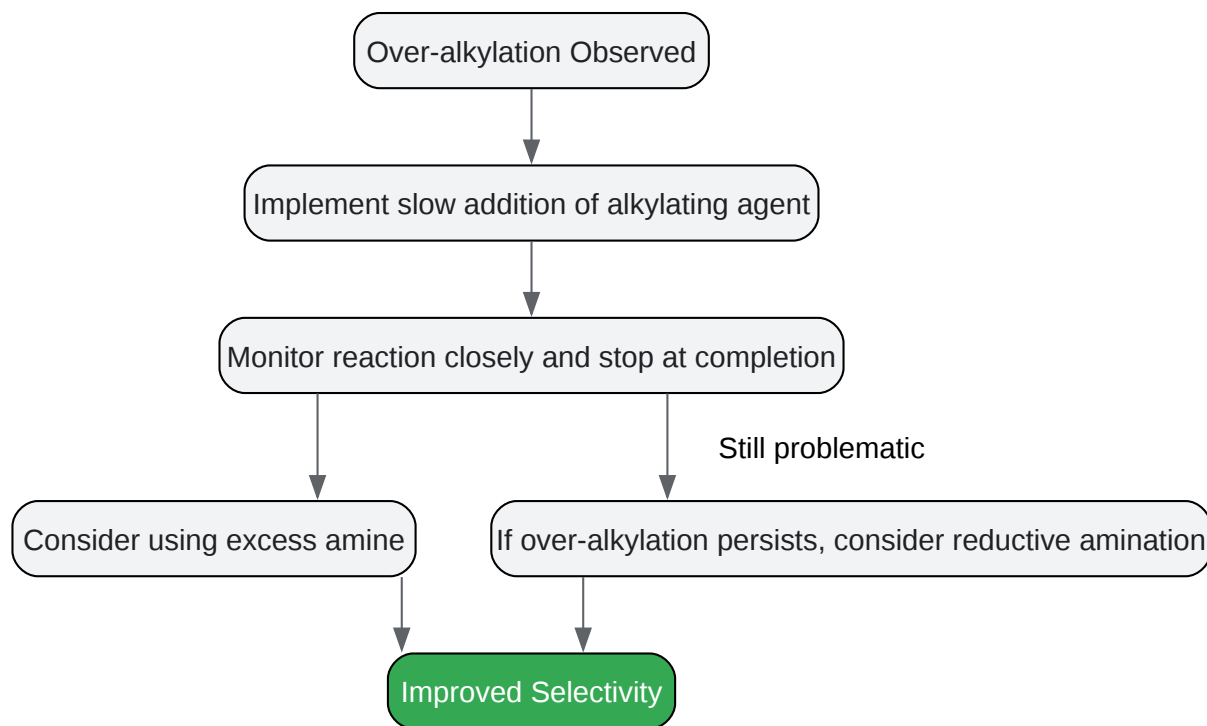 Over-alkylation Observed
Implement slow addition of alkylating agent
Monitor reaction closely and stop at completion
Still problematic
Consider using excess amine
If over-alkylation persists, consider reductive amination
Improved Selectivity